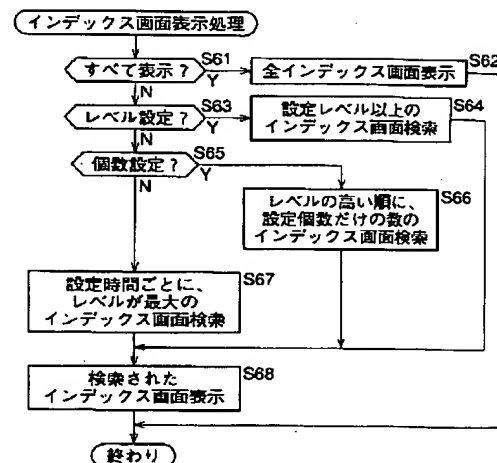 インデックス画面表示処理
すべて表示？
S61
Y
N
全インデックス画面表示
S62
レベル設定？
S63
Y
N
設定レベル以上の
インデックス画面検索
S64
個数設定？
S65
Y
N
レベルの高い順に、
設定個数だけの数の
インデックス画面検索
S66
設定時間ごとに、
レベルが最大の
インデックス画面検索
S67
検索された
インデックス画面表示
S68
終わり